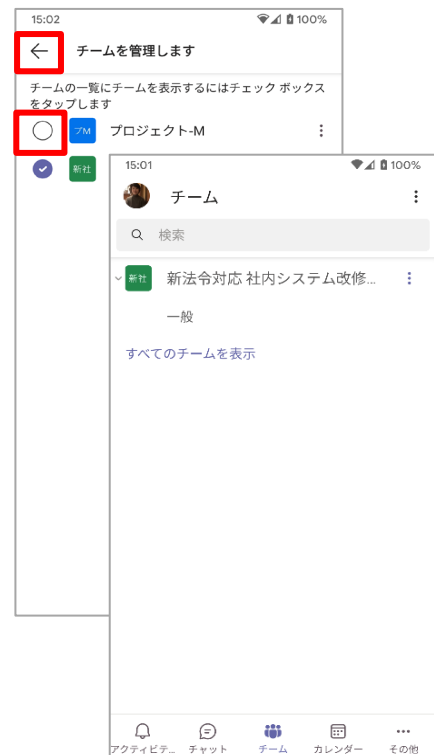 15:02 100%
チームを管理します
チームの一覧にチームを表示するにはチェック ボックス
をタップします
プM プロジェクト-M
新社
15:01 100%
チーム
検索
新社 新法令対応 社内システム改修...
一般
すべてのチームを表示
アクティビテ... チャット チーム カレンダー その他